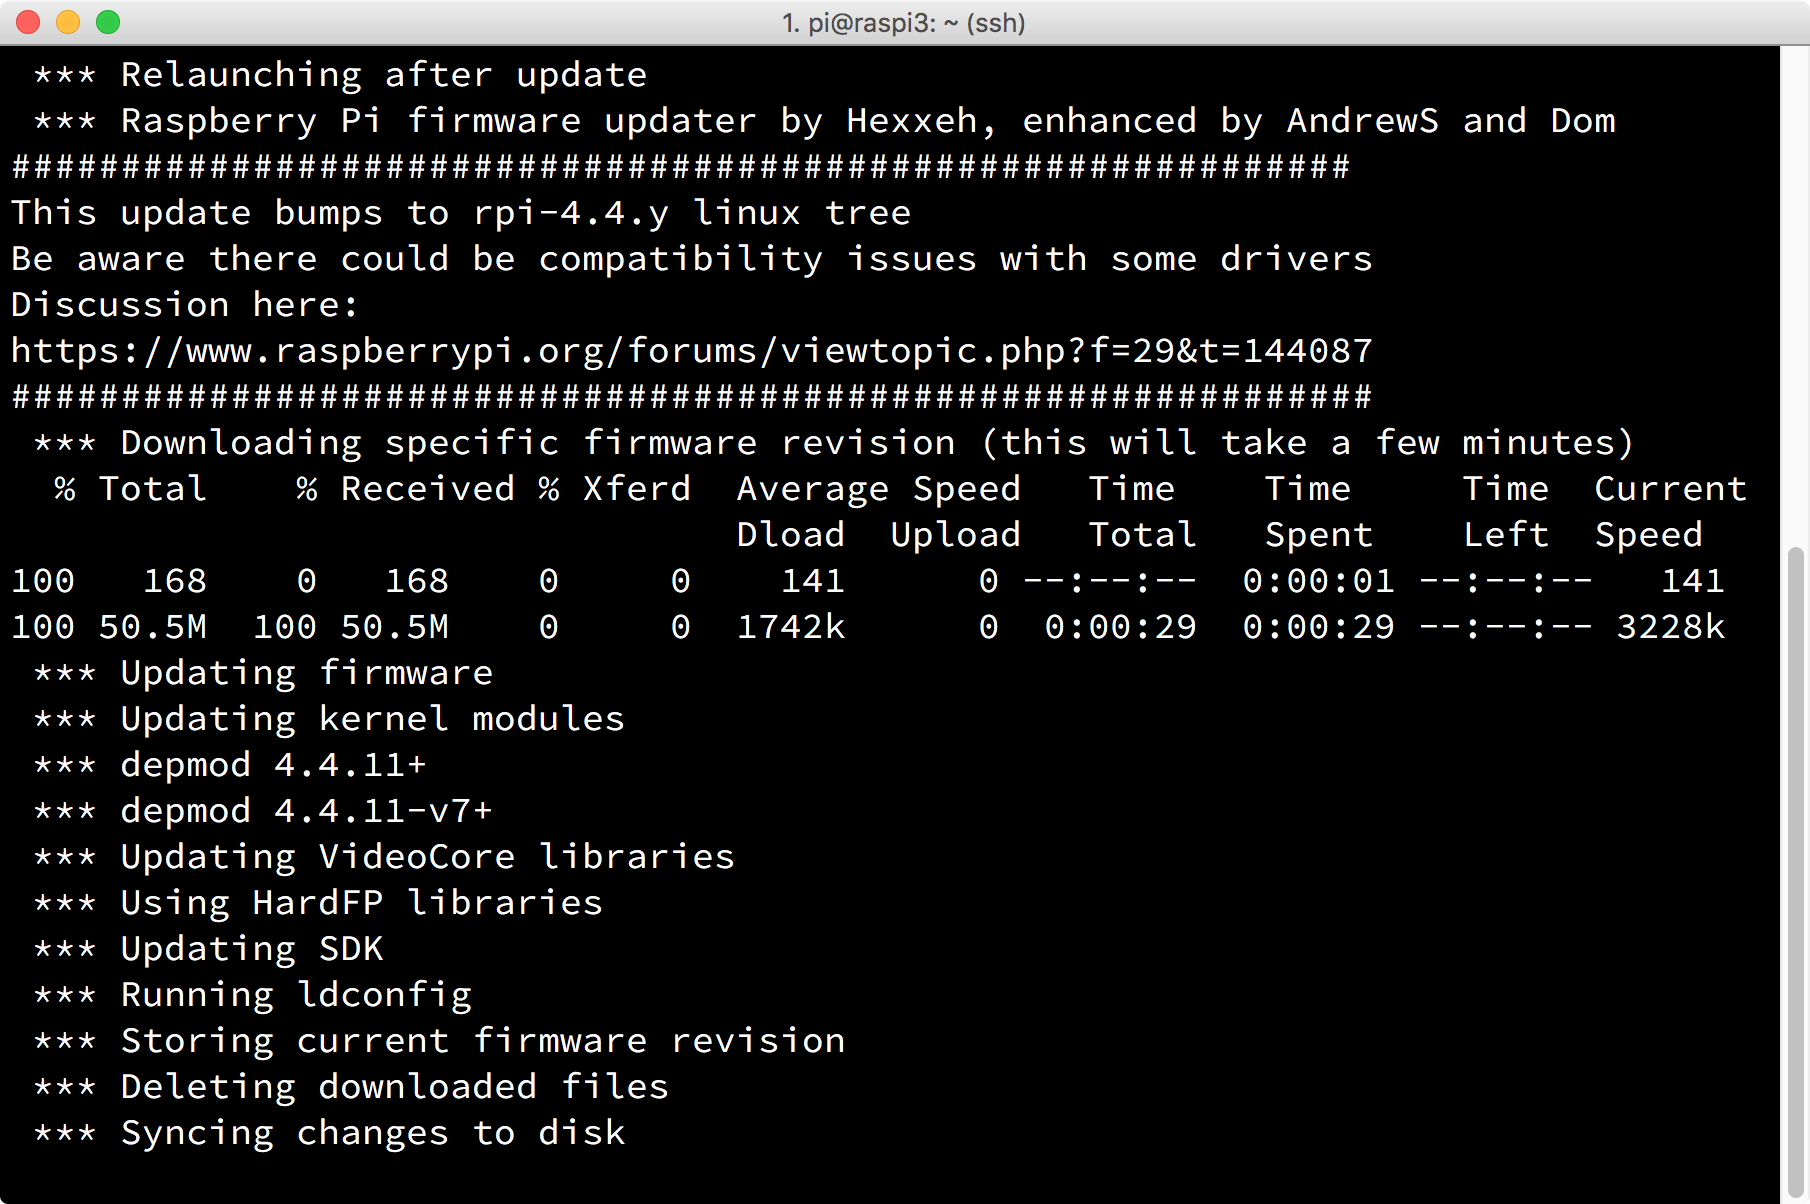 1. pi@raspi3: ~ (ssh)
 *** Relaunching after update
 *** Raspberry Pi firmware updater by Hexxeh, enhanced by AndrewS and Dom
#############################################################
This update bumps to rpi-4.4.y linux tree
Be aware there could be compatibility issues with some drivers
Discussion here:
https://www.raspberrypi.org/forums/viewtopic.php?f=29&t=144087
##############################################################
 *** Downloading specific firmware revision (this will take a few minutes)
  % Total    % Received % Xferd  Average Speed   Time    Time     Time  Current
                                 Dload  Upload   Total   Spent    Left  Speed
100   168    0   168    0     0    141      0 --:--:--  0:00:01 --:--:--   141
100 50.5M  100 50.5M    0     0  1742k      0  0:00:29  0:00:29 --:--:-- 3228k
 *** Updating firmware
 *** Updating kernel modules
 *** depmod 4.4.11+
 *** depmod 4.4.11-v7+
 *** Updating VideoCore libraries
 *** Using HardFP libraries
 *** Updating SDK
 *** Running ldconfig
 *** Storing current firmware revision
 *** Deleting downloaded files
 *** Syncing changes to disk